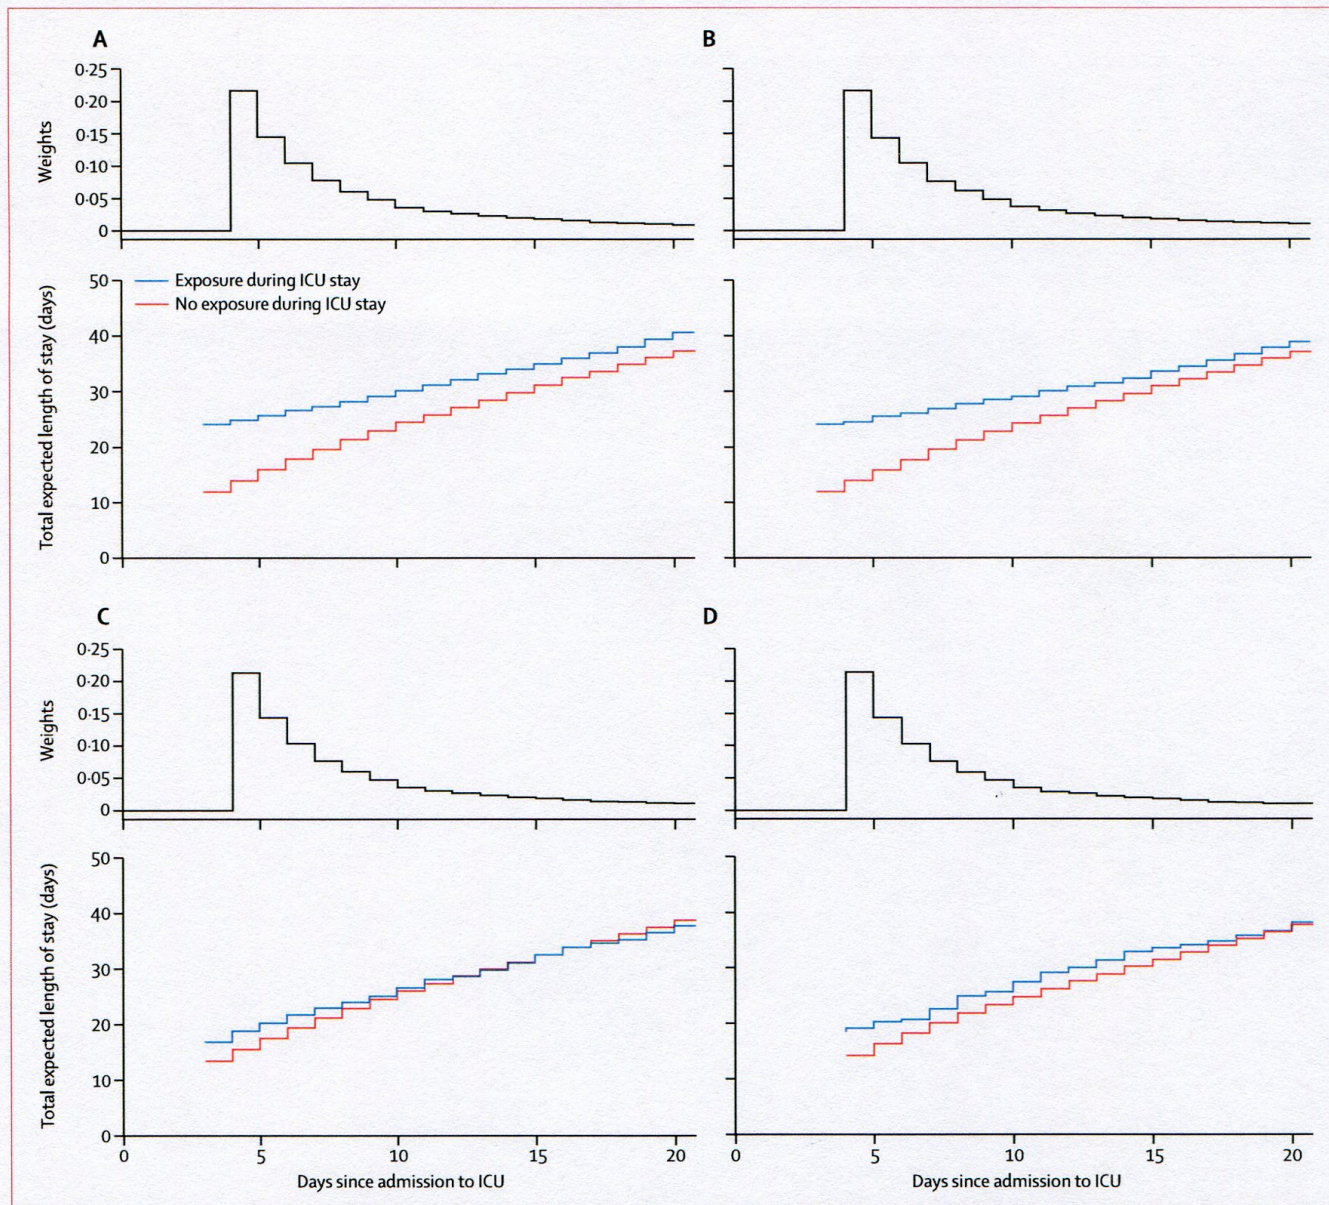 A
B
Weights
0·25
0·20
0·15
0·10
0·05
0
Total expected length of stay (days)
50
40
30
20
10
0
Exposure during ICU stay
No exposure during ICU stay
C
D
Weights
0·25
0·20
0·15
0·10
0·05
0
Total expected length of stay (days)
50
40
30
20
10
0
0 5 10 15 20
0 5 10 15 20
Days since admission to ICU
Days since admission to ICU